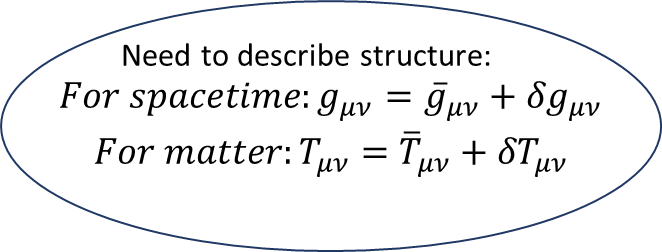 Need to describe structure:
For spacetime: g_μν = ḡ_μν + δg_μν
For matter: T_μν = T̄_μν + δT_μν